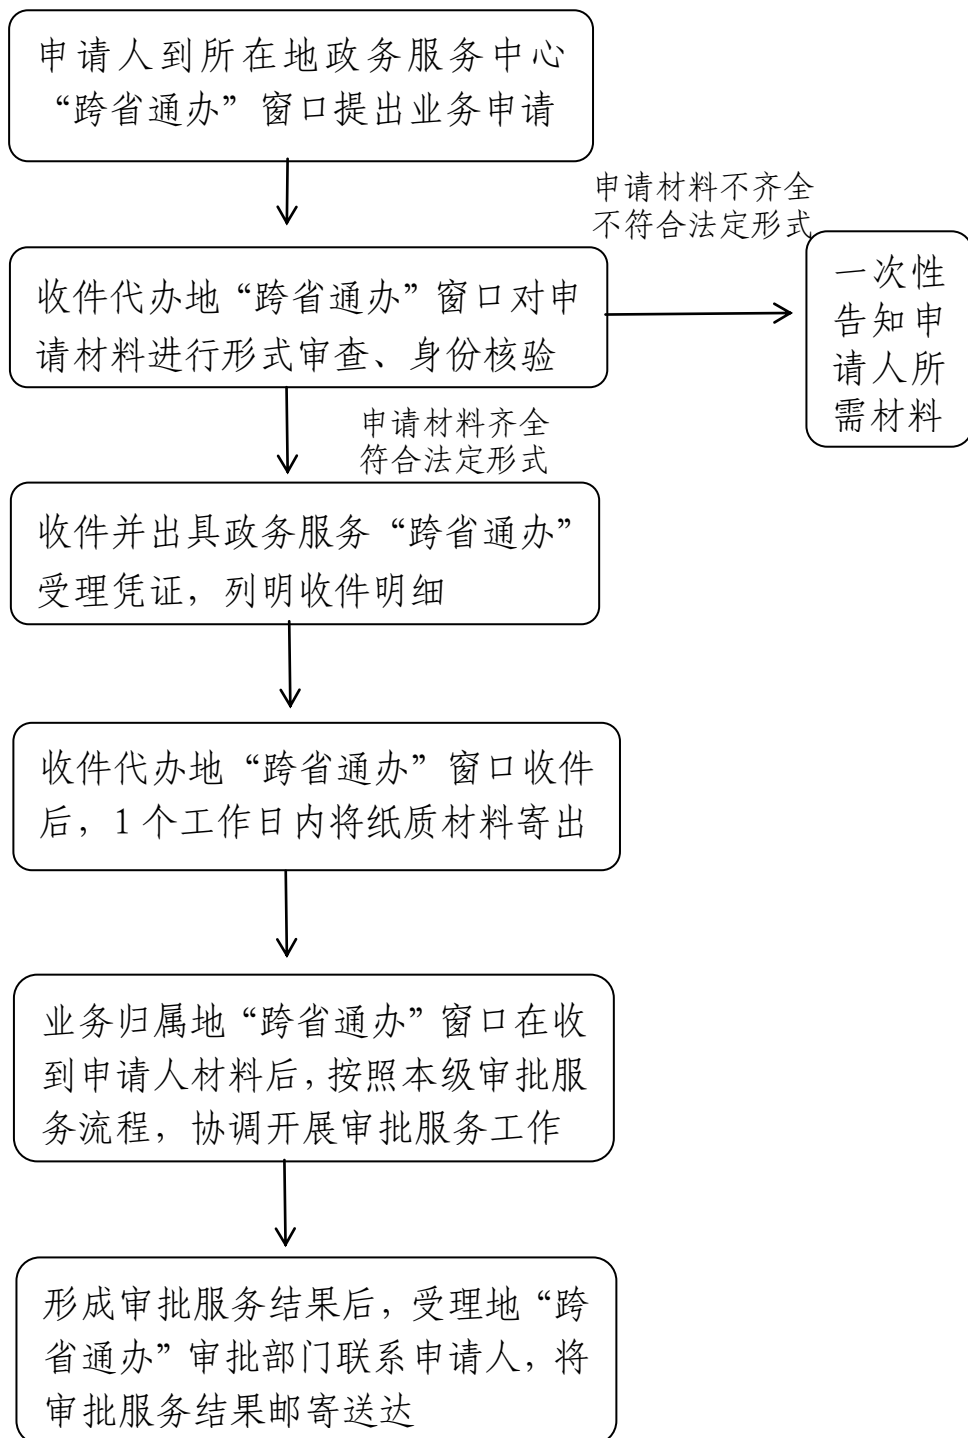 申请人到所在地政务服务中心
“跨省通办”窗口提出业务申请
申请材料不齐全
不符合法定形式
收件代办地“跨省通办”窗口对申
请材料进行形式审查、身份核验
一次性
告知申
请人所
需材料
申请材料齐全
符合法定形式
收件并出具政务服务“跨省通办”
受理凭证，列明收件明细
收件代办地“跨省通办”窗口收件
后，1个工作日内将纸质材料寄出
业务归属地“跨省通办”窗口在收
到申请人材料后，按照本级审批服
务流程，协调开展审批服务工作
形成审批服务结果后，受理地“跨
省通办”审批部门联系申请人，将
审批服务结果邮寄送达